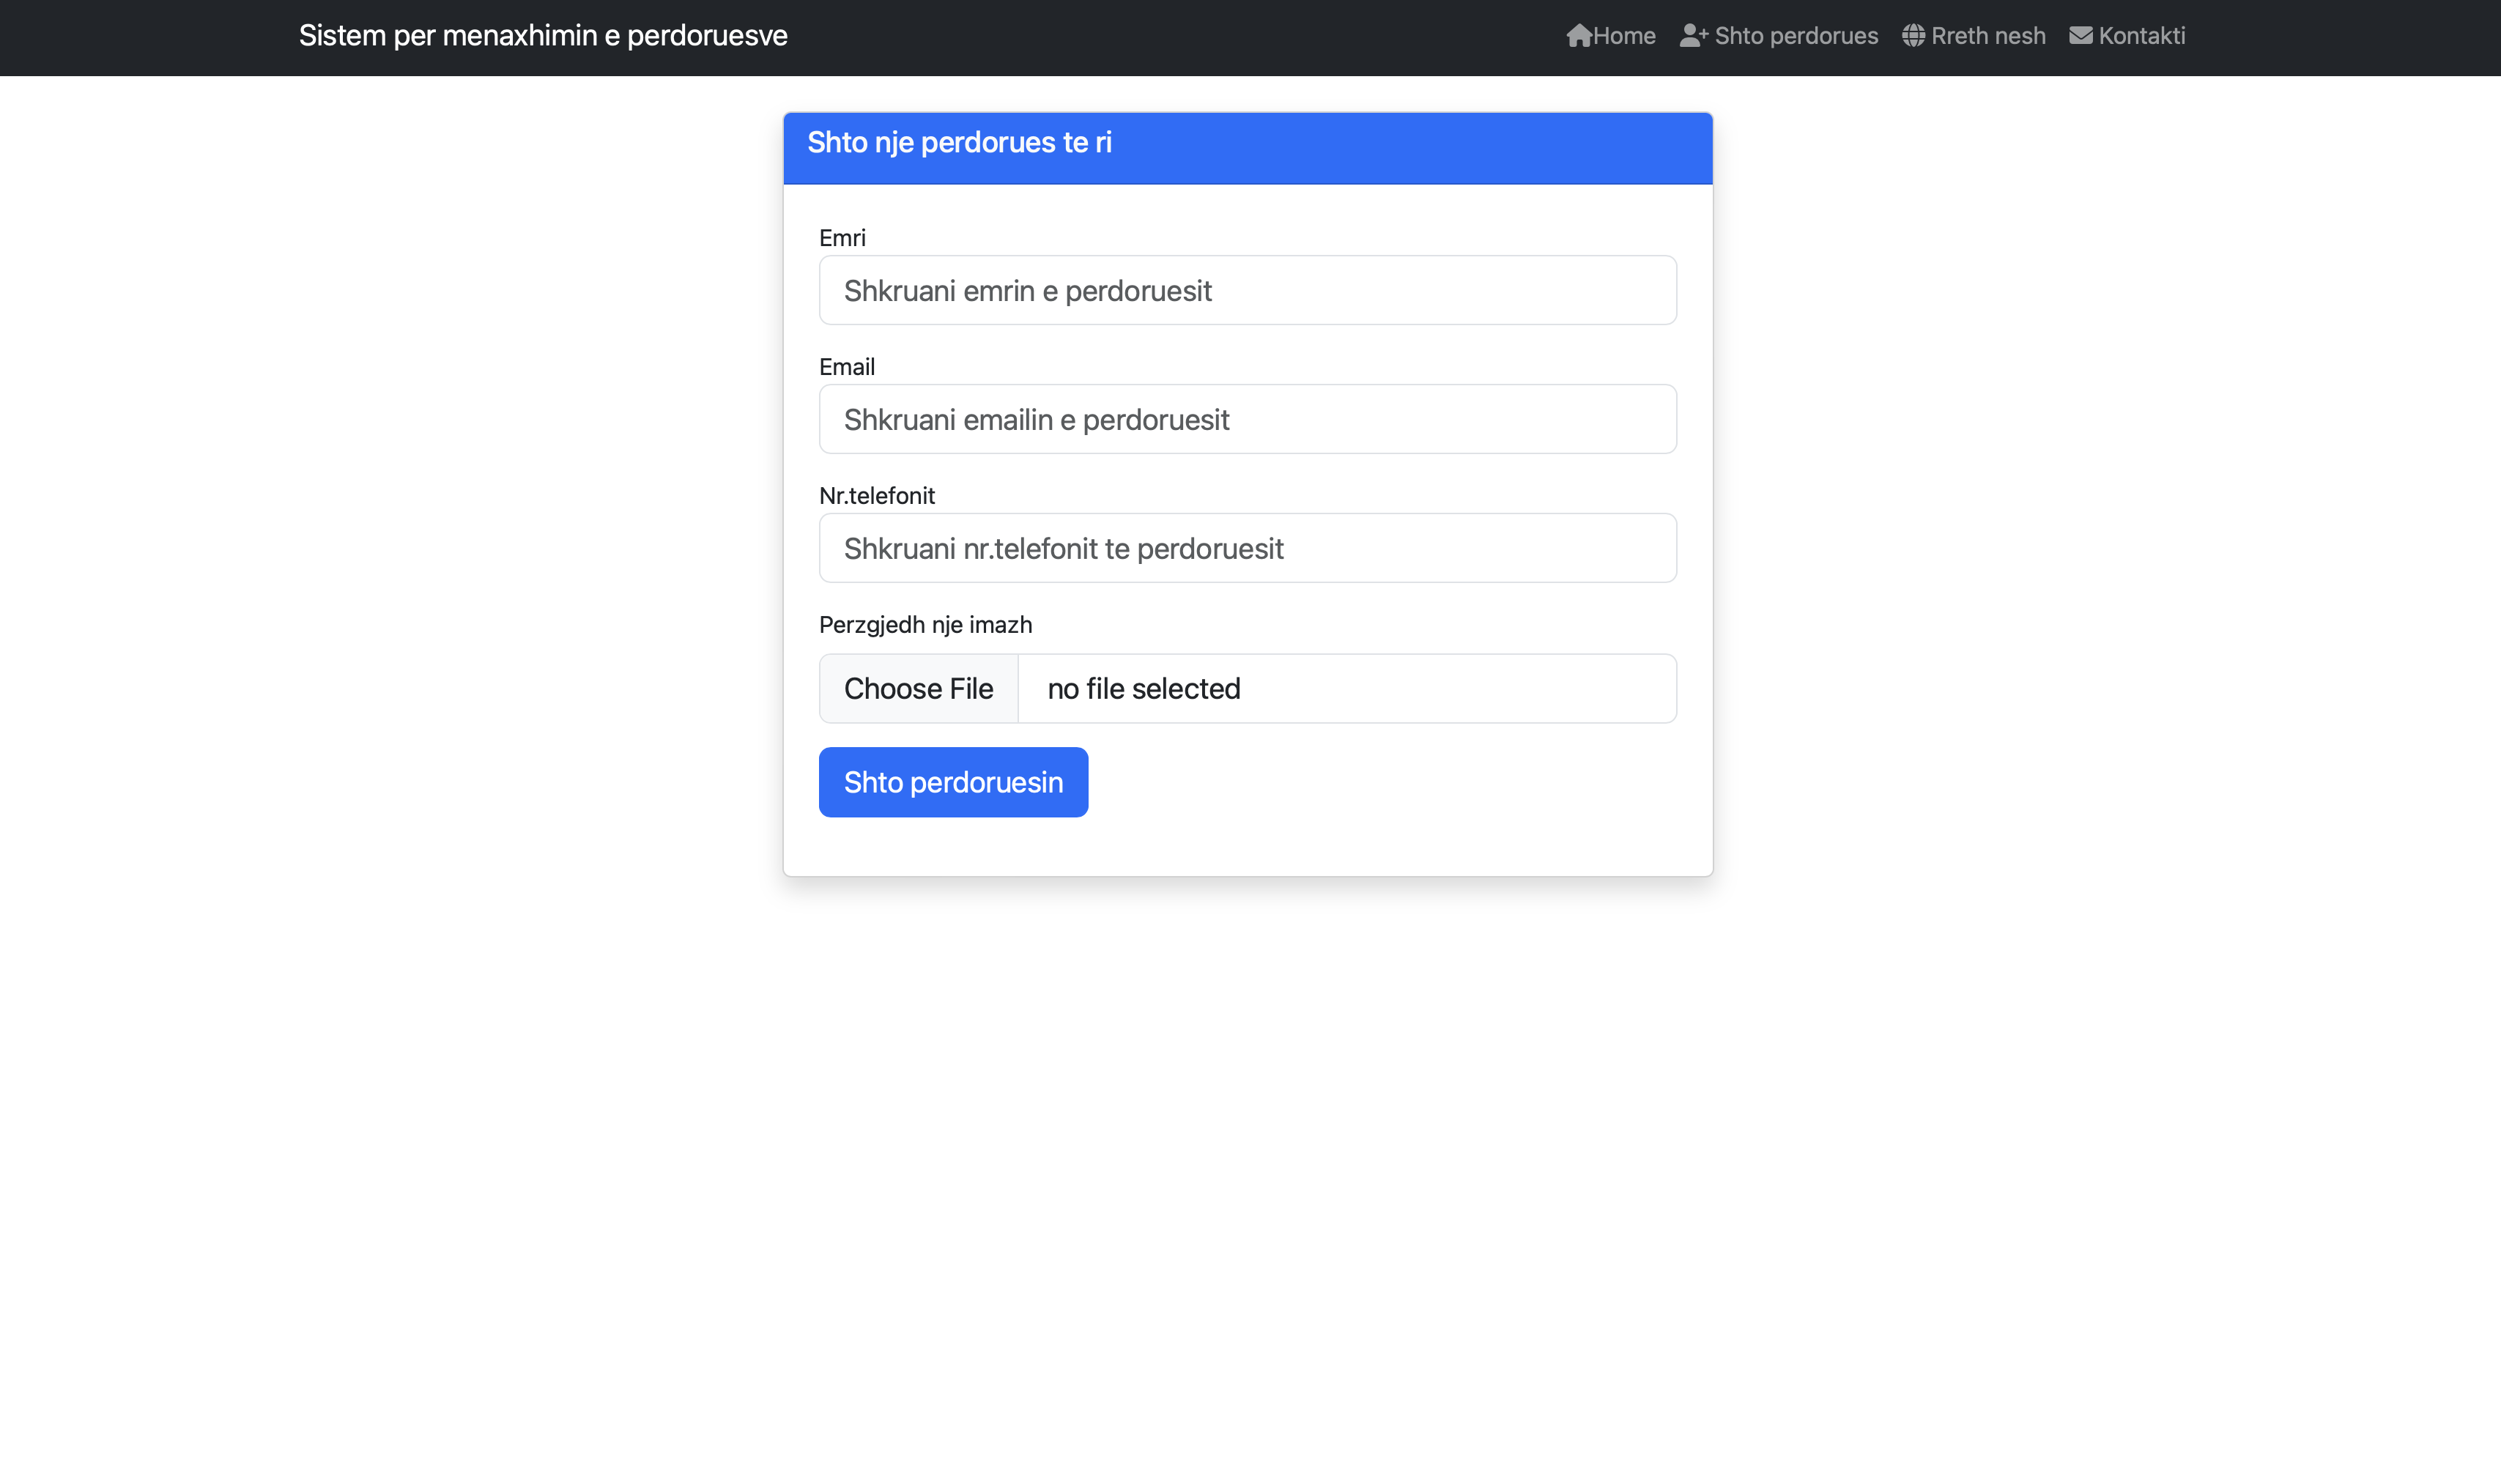 Sistem per menaxhimin e perdoruesve
Home Shto perdorues Rreth nesh Kontakti
Shto nje perdorues te ri
Emri
Shkruani emrin e perdoruesit
Email
Shkruani emailin e perdoruesit
Nr.telefonit
Shkruani nr.telefonit te perdoruesit
Perzgjedh nje imazh
Choose File no file selected
Shto perdoruesin